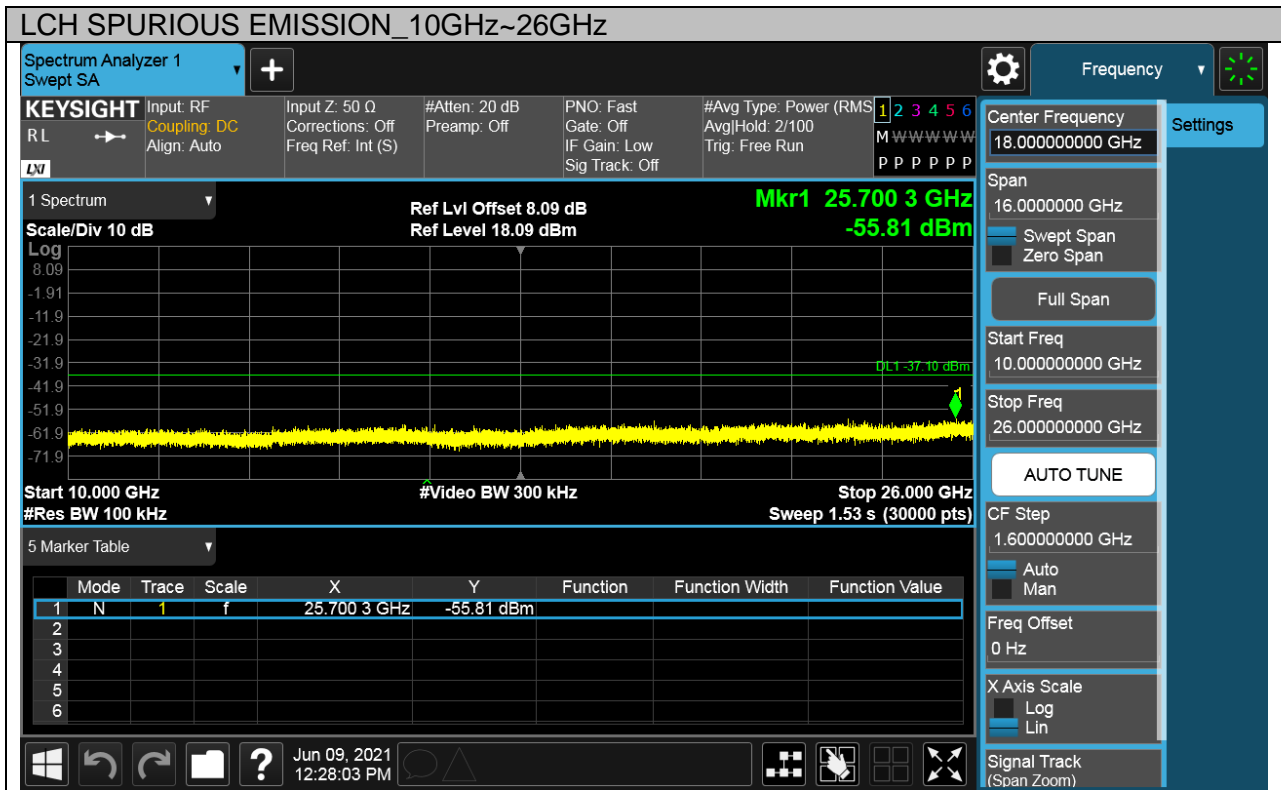 LCH SPURIOUS EMISSION_10GHz~26GHz
Spectrum Analyzer 1
Swept SA
+
Frequency
KEYSIGHT
RL
LXI
Input: RF
Coupling: DC
Align: Auto
Input Z: 50 Ω
Corrections: Off
Freq Ref: Int (S)
#Atten: 20 dB
Preamp: Off
PNO: Fast
Gate: Off
IF Gain: Low
Sig Track: Off
#Avg Type: Power (RMS
Avg|Hold: 2/100
Trig: Free Run
1 2 3 4 5 6
M W W W W W
P P P P P P
1 Spectrum
Scale/Div 10 dB
Ref Lvl Offset 8.09 dB
Ref Level 18.09 dBm
Mkr1 25.700 3 GHz
-55.81 dBm
Log
8.09
-1.91
-11.9
-21.9
-31.9
-41.9
-51.9
-61.9
-71.9
DL1 -37.10 dBm
1
Start 10.000 GHz
#Res BW 100 kHz
#Video BW 300 kHz
Stop 26.000 GHz
Sweep 1.53 s (30000 pts)
5 Marker Table
Mode Trace Scale X Y Function Function Width Function Value
1 N 1 f 25.700 3 GHz -55.81 dBm
2
3
4
5
6
Center Frequency
18.000000000 GHz
Span
16.0000000 GHz
Swept Span
Zero Span
Full Span
Start Freq
10.000000000 GHz
Stop Freq
26.000000000 GHz
AUTO TUNE
CF Step
1.600000000 GHz
Auto
Man
Freq Offset
0 Hz
X Axis Scale
Log
Lin
Signal Track
(Span Zoom)
Settings
?
Jun 09, 2021
12:28:03 PM